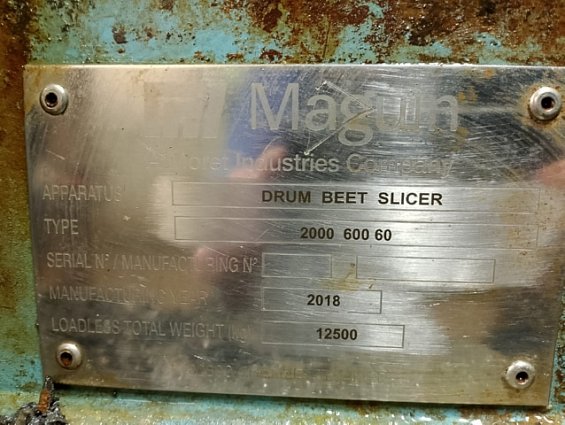 Maguin
Moret Industries Company
APPARATUS DRUM BEET SLICER
TYPE 2000 600 60
SERIAL N° / MANUFACTURING N°
MANUFACTURING YEAR 2018
LOADLESS TOTAL WEIGHT (kg) 12500